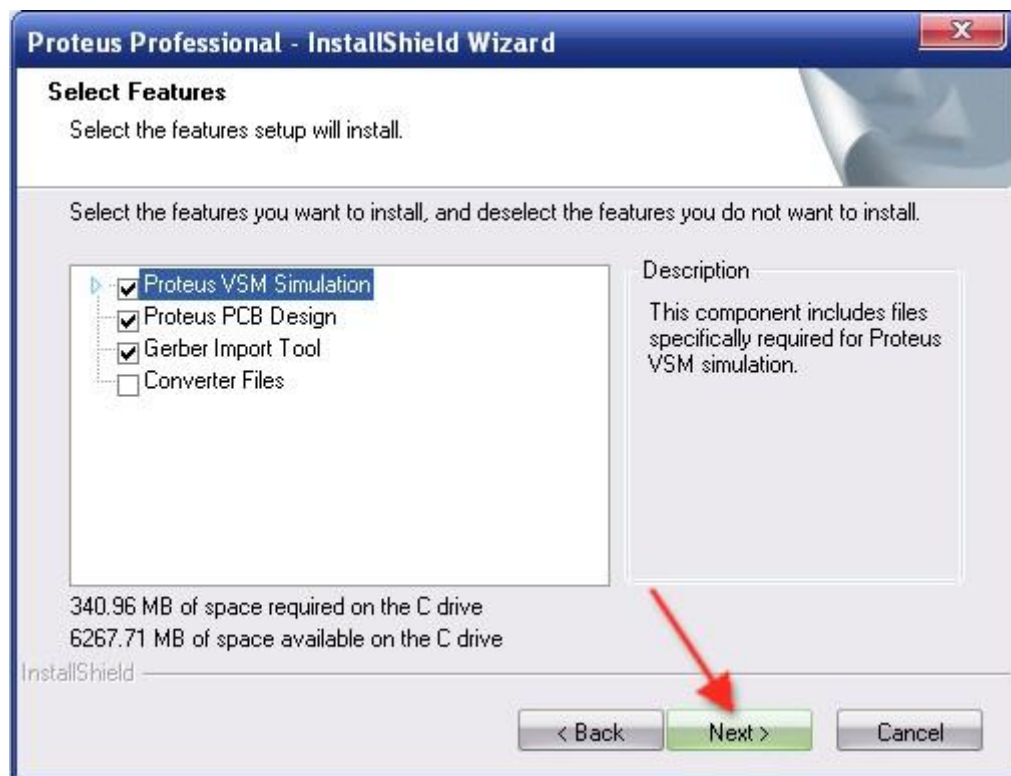 Proteus Professional - InstallShield Wizard
Select Features
Select the features setup will install.
Select the features you want to install, and deselect the features you do not want to install.
Proteus VSM Simulation
Proteus PCB Design
Gerber Import Tool
Converter Files
Description
This component includes files
specifically required for Proteus
VSM simulation.
340.96 MB of space required on the C drive
6267.71 MB of space available on the C drive
InstallShield
< Back
Next >
Cancel